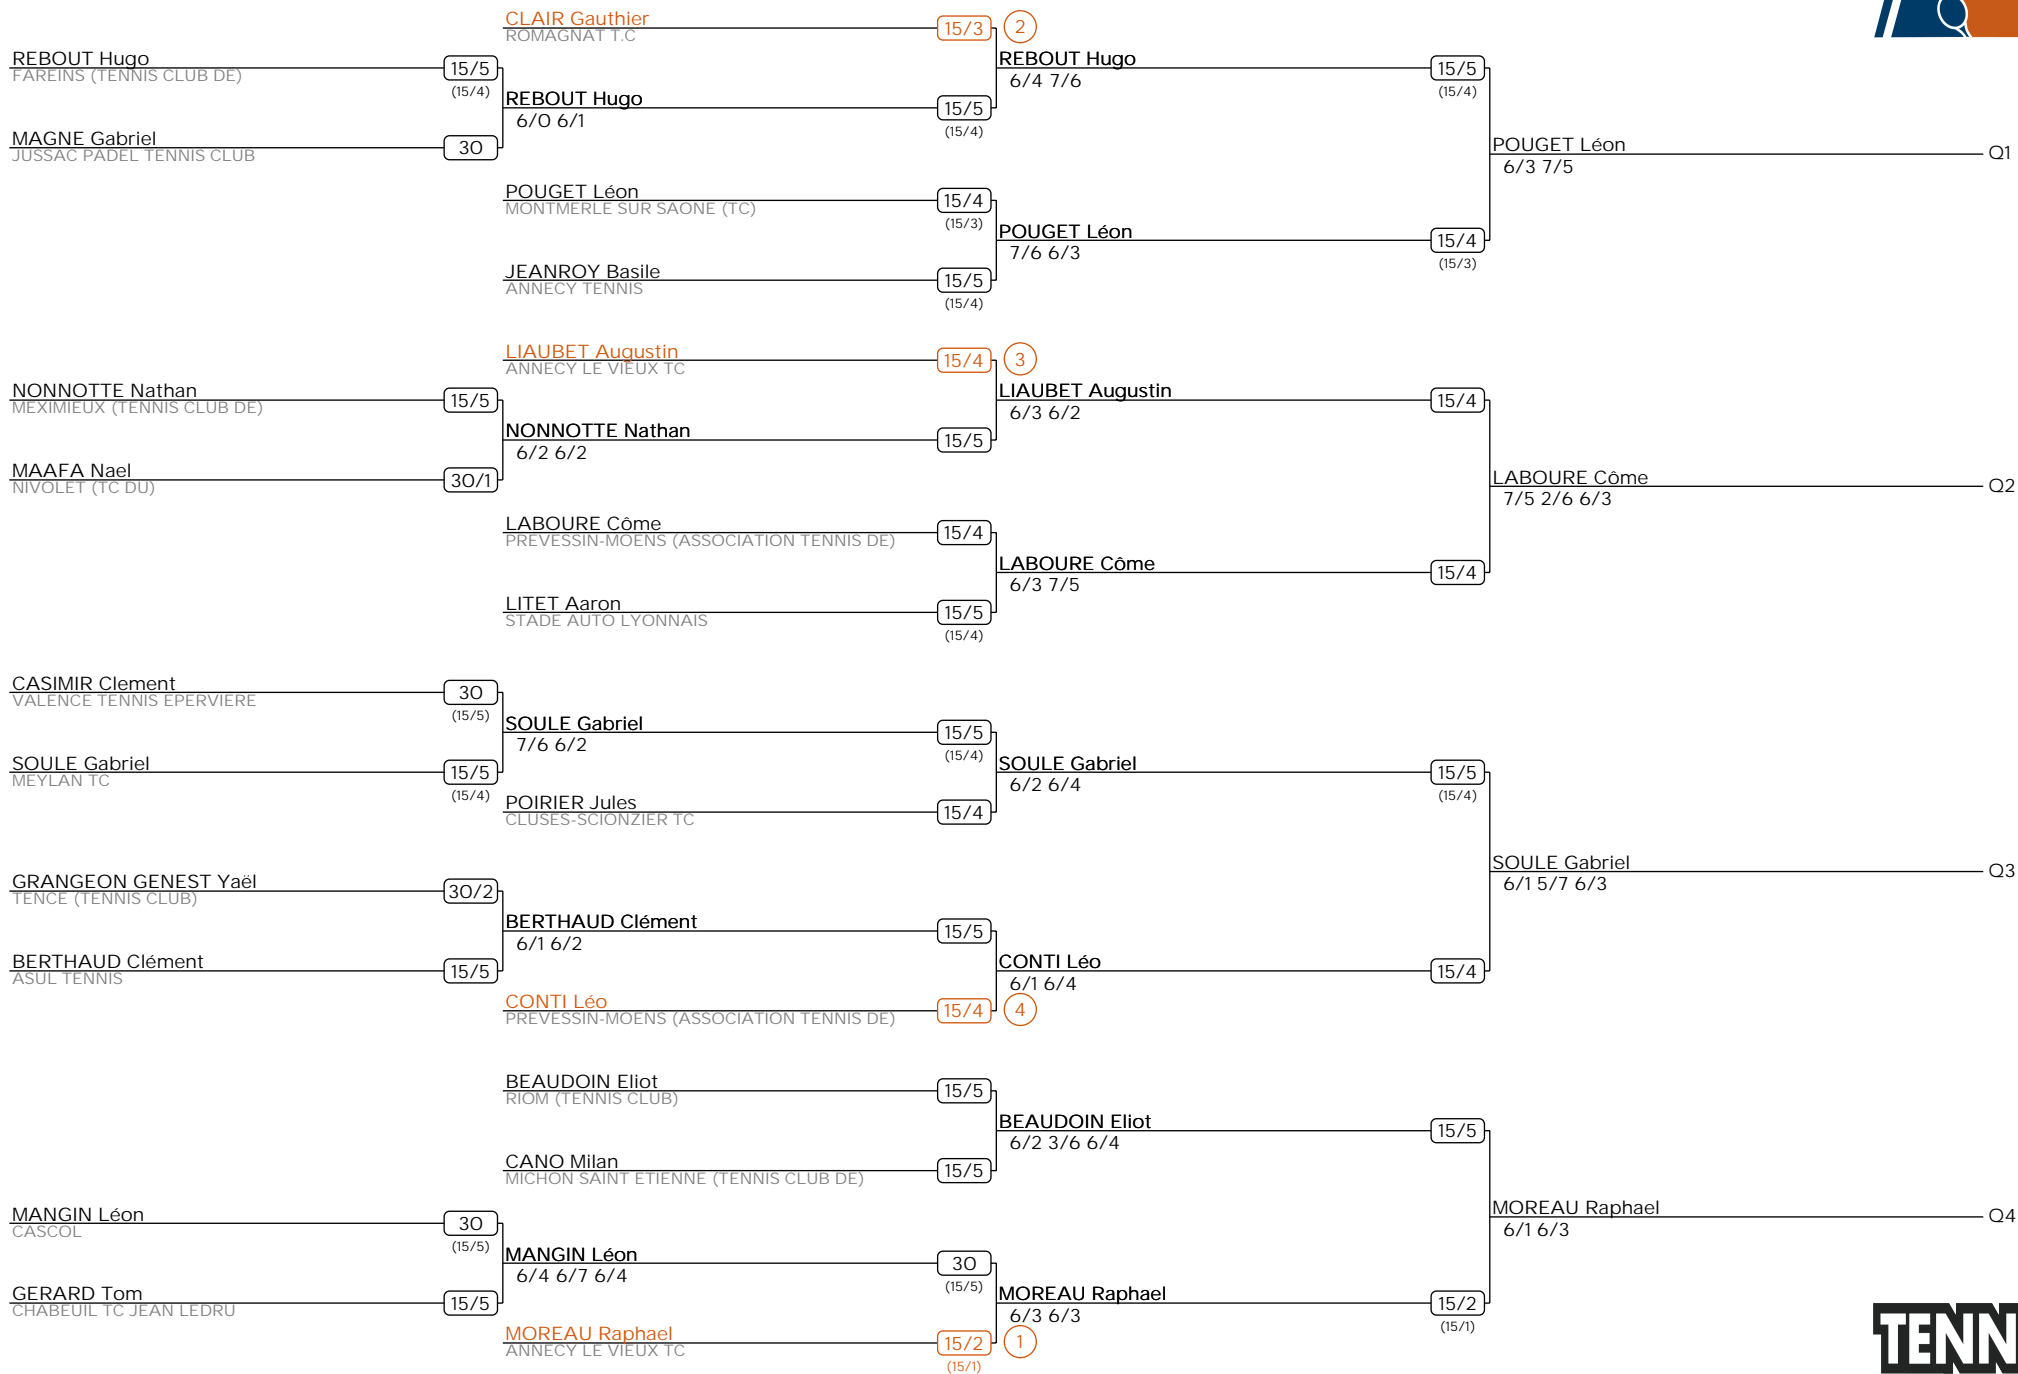 CLAIR Gauthier
ROMAGNAT T.C
15/3
2
REBOUT Hugo
FAREINS (TENNIS CLUB DE)
15/5
(15/4)
REBOUT Hugo
6/4 7/6
15/5
(15/4)
REBOUT Hugo
6/0 6/1
15/5
(15/4)
MAGNE Gabriel
JUSSAC PADEL TENNIS CLUB
30
POUGET Léon
6/3 7/5
Q1
POUGET Léon
MONTMERLE SUR SAONE (TC)
15/4
(15/3)
POUGET Léon
7/6 6/3
15/4
(15/3)
JEANROY Basile
ANNECY TENNIS
15/5
(15/4)
LIAUBET Augustin
ANNECY LE VIEUX TC
15/4
3
NONNOTTE Nathan
MEXIMIEUX (TENNIS CLUB DE)
15/5
LIAUBET Augustin
6/3 6/2
15/4
NONNOTTE Nathan
6/2 6/2
15/5
MAAFA Nael
NIVOLET (TC DU)
30/1
LABOURE Côme
7/5 2/6 6/3
Q2
LABOURE Côme
PREVESSIN-MOENS (ASSOCIATION TENNIS DE)
15/4
LABOURE Côme
6/3 7/5
15/4
LITET Aaron
STADE AUTO LYONNAIS
15/5
(15/4)
CASIMIR Clement
VALENCE TENNIS EPERVIERE
30
(15/5)
SOULE Gabriel
7/6 6/2
15/5
(15/4)
SOULE Gabriel
MEYLAN TC
15/5
(15/4)
SOULE Gabriel
6/2 6/4
15/5
(15/4)
POIRIER Jules
CLUSES-SCIONZIER TC
15/4
SOULE Gabriel
6/1 5/7 6/3
Q3
GRANGEON GENEST Yaël
TENCE (TENNIS CLUB)
30/2
BERTHAUD Clément
6/1 6/2
15/5
BERTHAUD Clément
ASUL TENNIS
15/5
CONTI Léo
6/1 6/4
15/4
CONTI Léo
PREVESSIN-MOENS (ASSOCIATION TENNIS DE)
15/4
4
BEAUDOIN Eliot
RIOM (TENNIS CLUB)
15/5
BEAUDOIN Eliot
6/2 3/6 6/4
15/5
CANO Milan
MICHON SAINT ETIENNE (TENNIS CLUB DE)
15/5
MOREAU Raphael
6/1 6/3
Q4
MANGIN Léon
CASCOL
30
(15/5)
MANGIN Léon
6/4 6/7 6/4
30
(15/5)
GERARD Tom
CHABEUIL TC JEAN LEDRU
15/5
MOREAU Raphael
6/3 6/3
15/2
(15/1)
MOREAU Raphael
ANNECY LE VIEUX TC
15/2
(15/1)
1
TENN